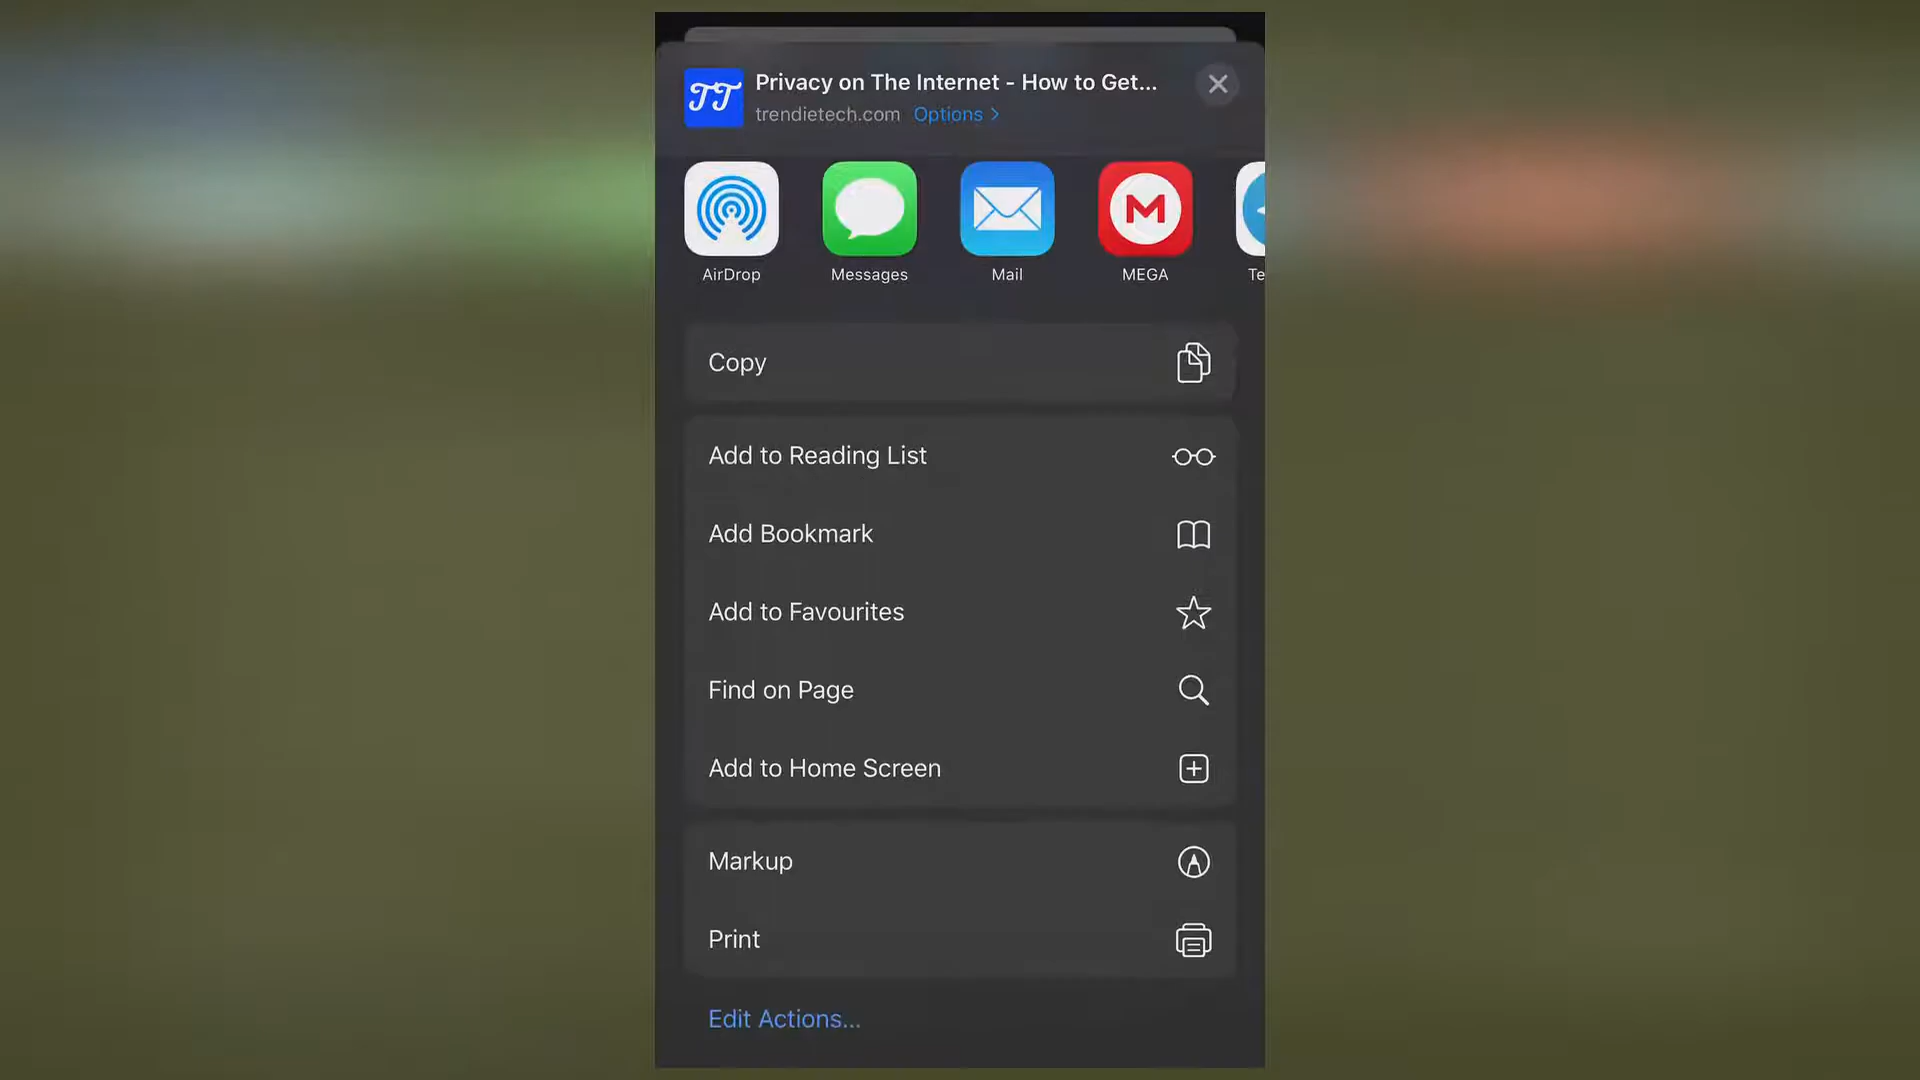 TT
Privacy on The Internet - How to Get...
trendietech.com Options >
AirDrop
Messages
Mail
M
MEGA
Te
Copy
Add to Reading List
Add Bookmark
Add to Favourites
Find on Page
Add to Home Screen
Markup
Print
Edit Actions...